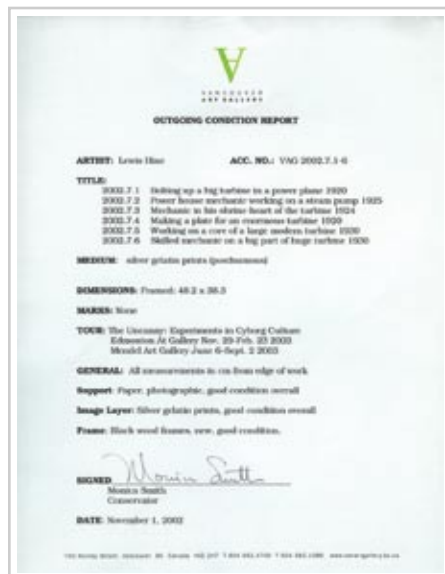 VANCOUVER
ART GALLERY
OUTGOING CONDITION REPORT
ARTIST: Lewis Hine ACC. NO.: VAG 2002.7.1-6
TITLE:
2002.7.1 Bolting up a big turbine in a power plane 1920
2002.7.2 Power house mechanic working on a steam pump 1925
2002.7.3 Mechanic in his shrine-heart of the turbine 1924
2002.7.4 Making a plate for an enormous turbine 1920
2002.7.5 Working on a core of a large modern turbine 1930
2002.7.6 Skilled mechanic on a big part of huge turbine 1930
MEDIUM: silver gelatin prints (posthumous)
DIMENSIONS: Framed: 48.2 x 38.3
MARKS: None
TOUR: The Uncanny: Experiments in Cyborg Culture
Edmonton At Gallery Nov. 29-Feb. 23 2003
Mendel Art Gallery June 6-Sept. 2 2003
GENERAL: All measurements in cm from edge of work
Support: Paper, photographic, good condition overall
Image Layer: Silver gelatin prints, good condition overall
Frame: Black wood frames, new, good condition.
SIGNED Monica Smith
Monica Smith
Conservator
DATE: November 1, 2002